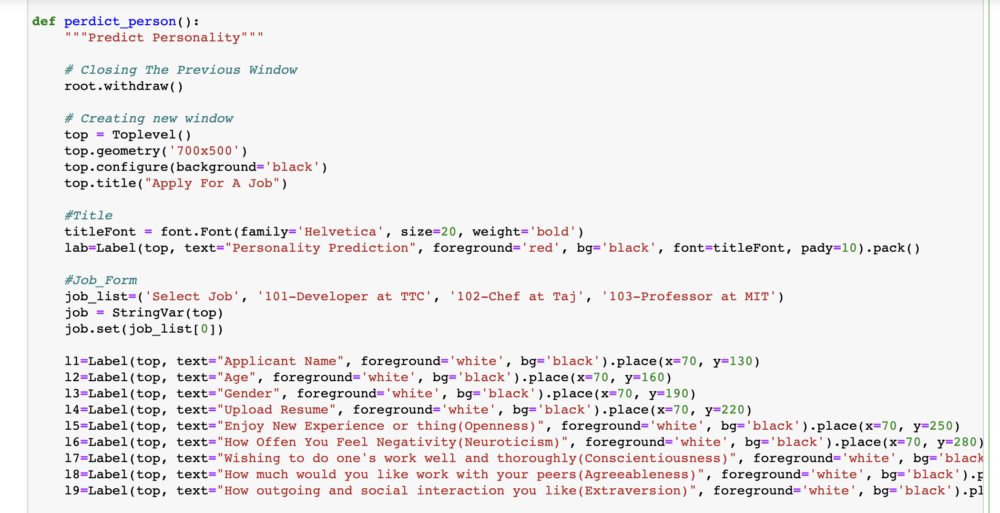 def perdict_person():
    """Predict Personality"""

    # Closing The Previous Window
    root.withdraw()

    # Creating new window
    top = Toplevel()
    top.geometry('700x500')
    top.configure(background='black')
    top.title("Apply For A Job")

    #Title
    titleFont = font.Font(family='Helvetica', size=20, weight='bold')
    lab=Label(top, text="Personality Prediction", foreground='red', bg='black', font=titleFont, pady=10).pack()

    #Job_Form
    job_list=('Select Job', '101-Developer at TTC', '102-Chef at Taj', '103-Professor at MIT')
    job = StringVar(top)
    job.set(job_list[0])

    l1=Label(top, text="Applicant Name", foreground='white', bg='black').place(x=70, y=130)
    l2=Label(top, text="Age", foreground='white', bg='black').place(x=70, y=160)
    l3=Label(top, text="Gender", foreground='white', bg='black').place(x=70, y=190)
    l4=Label(top, text="Upload Resume", foreground='white', bg='black').place(x=70, y=220)
    l5=Label(top, text="Enjoy New Experience or thing(Openness)", foreground='white', bg='black').place(x=70, y=250)
    l6=Label(top, text="How Offen You Feel Negativity(Neuroticism)", foreground='white', bg='black').place(x=70, y=280)
    l7=Label(top, text="Wishing to do one's work well and thoroughly(Conscientiousness)", foreground='white', bg='black
    l8=Label(top, text="How much would you like work with your peers(Agreeableness)", foreground='white', bg='black').p
    l9=Label(top, text="How outgoing and social interaction you like(Extraversion)", foreground='white', bg='black').pl